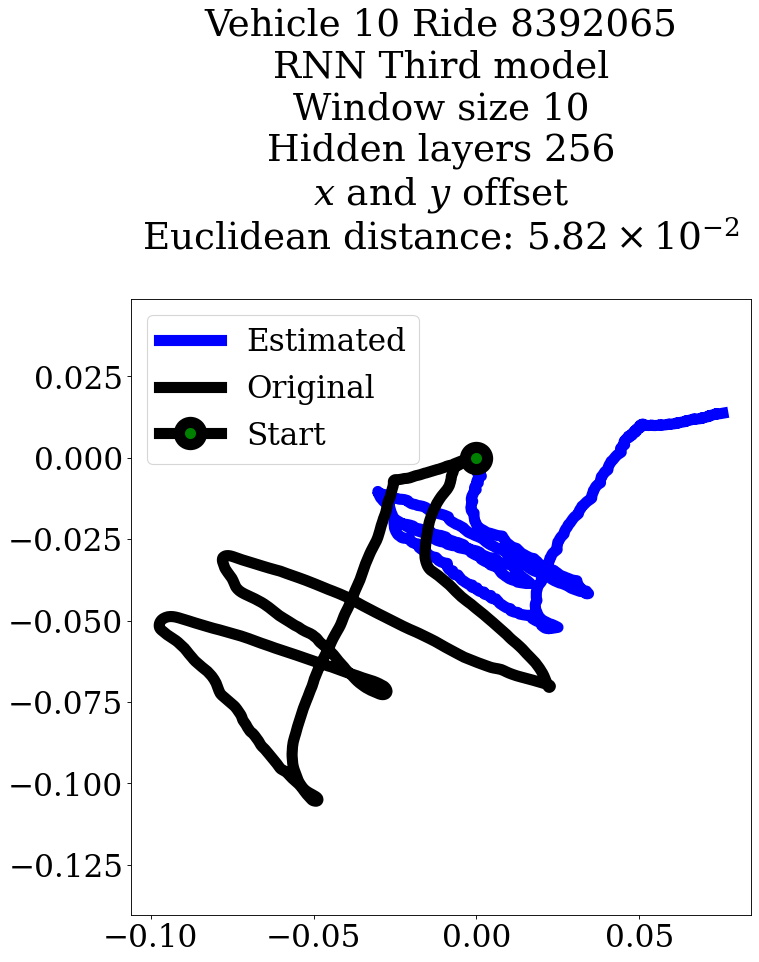 Vehicle 10 Ride 8392065
RNN Third model
Window size 10
Hidden layers 256
x and y offset
Euclidean distance: 5.82 × 10⁻²
Estimated
Original
Start
0.025
0.000
−0.025
−0.050
−0.075
−0.100
−0.125
−0.10 −0.05 0.00 0.05